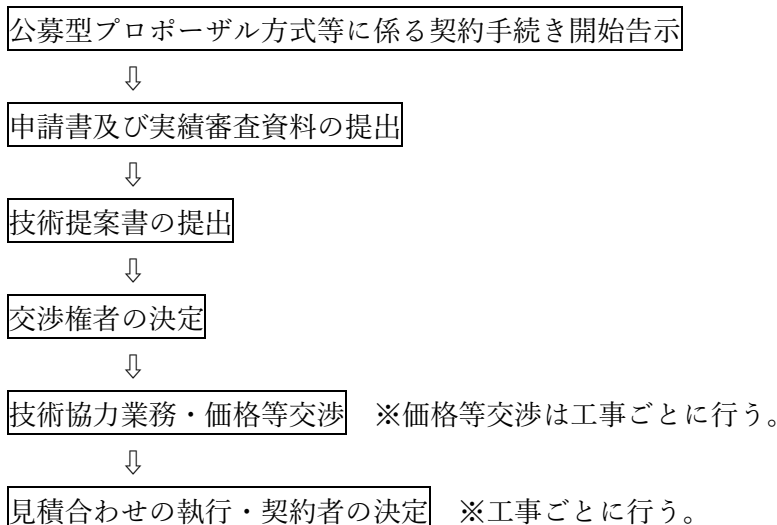 公募型プロポーザル方式等に係る契約手続き開始告示
⇩
申請書及び実績審査資料の提出
⇩
技術提案書の提出
⇩
交渉権者の決定
⇩
技術協力業務・価格等交渉　※価格等交渉は工事ごとに行う。
⇩
見積合わせの執行・契約者の決定　※工事ごとに行う。